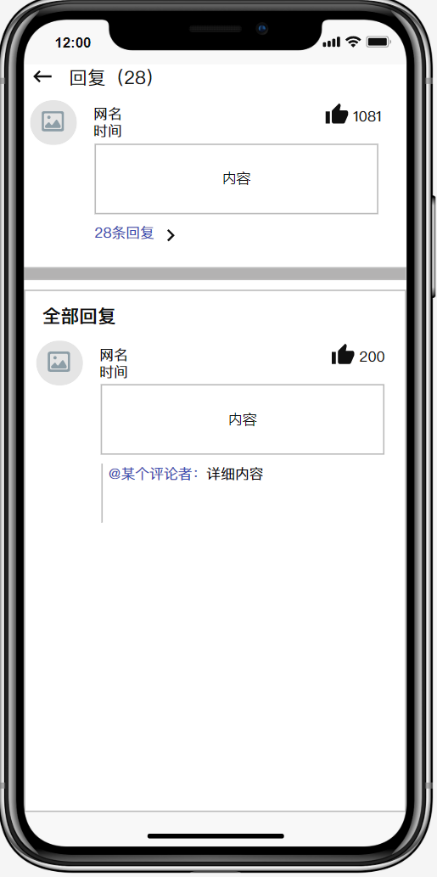 12:00
回复（28）
网名
时间
1081
内容
28条回复
全部回复
网名
时间
200
内容
@某个评论者：详细内容